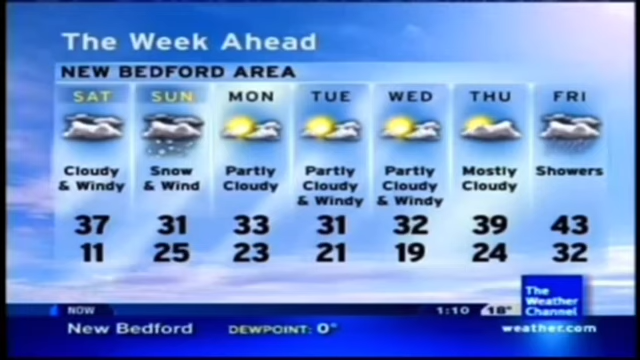 The Week Ahead
NEW BEDFORD AREA
SAT SUN MON TUE WED THU FRI
Cloudy & Windy
Snow & Wind
Partly Cloudy
Partly Cloudy & Windy
Partly Cloudy & Windy
Mostly Cloudy
Showers
37 31 33 31 32 39 43
11 25 23 21 19 24 32
The
Weather
Channel
NOW 1:10 18°
New Bedford DEWPOINT: 0° weather.com